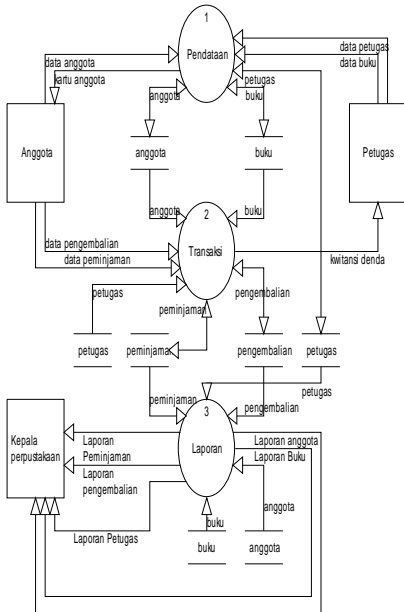 1
Pendataan
data petugas
data buku
data anggota
kartu anggota
petugas
anggota
buku
Anggota
anggota
buku
Petugas
anggota
2
buku
Transaksi
data pengembalian
data peminjaman
kwitansi denda
petugas
pengembalian
peminjaman
petugas
peminjaman
pengembalian
petugas
peminjaman
petugas
pengembalian
3
Kepala
perpustakaan
Laporan
Laporan
Peminjaman
Laporan
pengembalian
Laporan anggota
Laporan Buku
Laporan Petugas
buku
anggota
buku
anggota